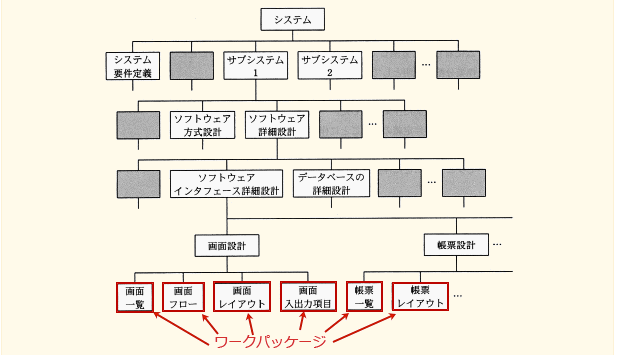 システム
システム
要件定義
サブシステム
1
サブシステム
2
…
ソフトウェア
方式設計
ソフトウェア
詳細設計
…
ソフトウェア
インタフェース詳細設計
データベースの
詳細設計
…
画面設計
帳票設計
…
画面
一覧
画面
フロー
画面
レイアウト
画面
入出力項目
帳票
一覧
帳票
レイアウト
…
ワークパッケージ